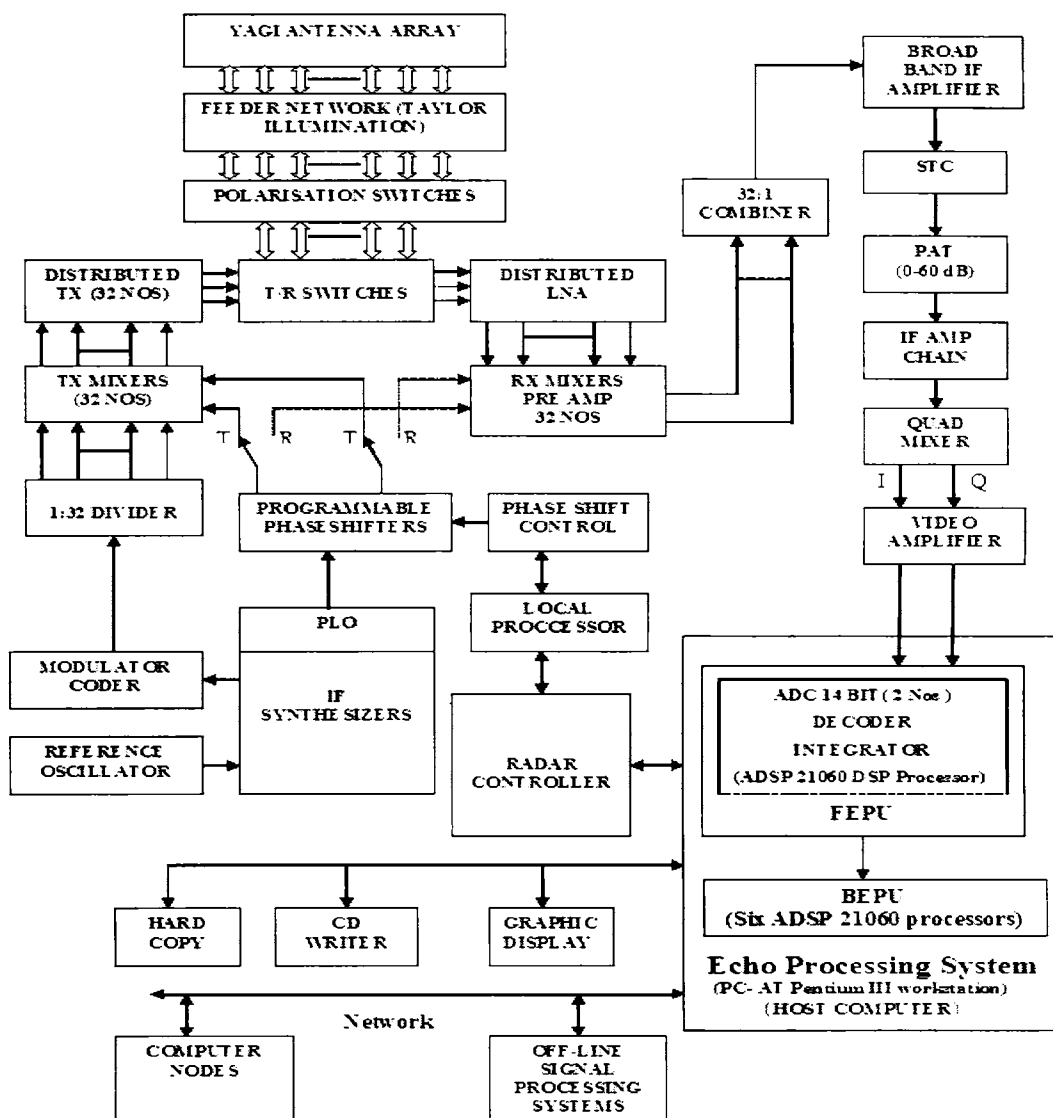 YAGI ANTENNA ARRAY
FEEDER NETWORK (TAYLOR
ILLUMINATION)
POLARISATION SWITCHES
DISTRIBUTED
TX (32 NOS)
T-R SWITCHES
DISTRIBUTED
LNA
32:1
COMBINER
BROAD
BAND IF
AMPLIFIER
STC
PAT
(0-60 dB)
IF AMP
CHAIN
QUAD
MIXER
I
Q
VIDEO
AMPLIFIER
TX MIXERS
(32 NOS)
RX MIXERS
PRE AMP
32 NOS
T
R
T
R
1:32 DIVIDER
PROGRAMMABLE
PHASESHIFTERS
PHASE SHIFT
CONTROL
LOCAL
PROCCESSOR
PLO
IF
SYNTHESIZERS
MODULATOR
CODER
REFERENCE
OSCILLATOR
RADAR
CONTROLLER
ADC 14 BIT ( 2 Nos )
DECODER
INTEGRATOR
(ADSP 21060 DSP Processor)
FEPU
BEPU
(Six ADSP 21060 processors)
Echo Processing System
(PC- AT Pentium III workstation)
(HOST COMPUTER)
HARD
COPY
CD
WRITER
GRAPHIC
DISPLAY
Network
COMPUTER
NODES
OFF-LINE
SIGNAL
PROCESSING
SYSTEMS